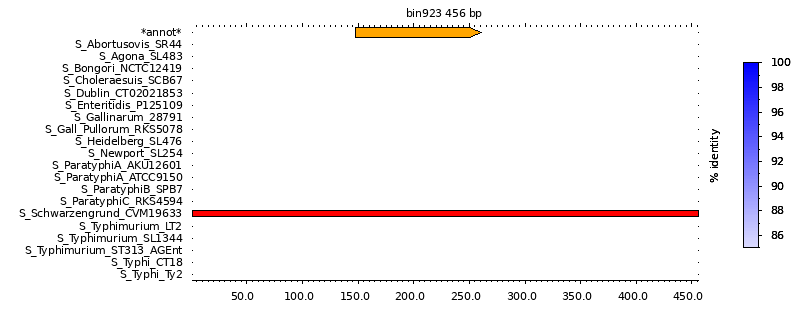 bin923 456 bp
*annot*
S_Abortusovis_SR44
S_Agona_SL483
S_Bongori_NCTC12419
S_Choleraesuis_SCB67
S_Dublin_CT02021853
S_Enteritidis_P125109
S_Gallinarum_28791
S_Gall_Pullorum_RKS5078
S_Heidelberg_SL476
S_Newport_SL254
S_ParatyphiA_AKU12601
S_ParatyphiA_ATCC9150
S_ParatyphiB_SPB7
S_ParatyphiC_RKS4594
S_Schwarzengrund_CVM19633
S_Typhimurium_LT2
S_Typhimurium_SL1344
S_Typhimurium_ST313_AGEnt
S_Typhi_CT18
S_Typhi_Ty2
50.0 100.0 150.0 200.0 250.0 300.0 350.0 400.0 450.0
% identity
100
98
96
94
92
90
88
86